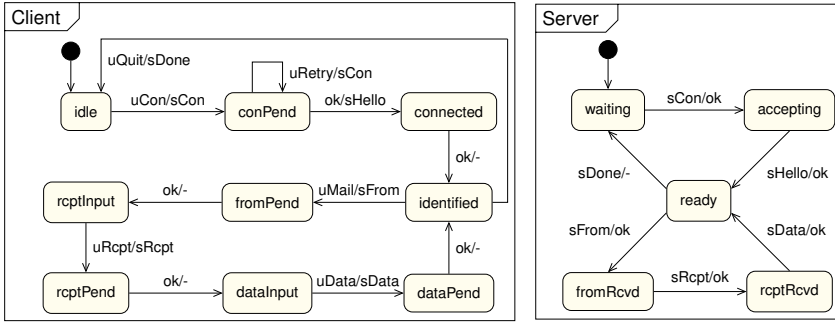 Client
uQuit/sDone
uRetry/sCon
idle
uCon/sCon
conPend
ok/sHello
connected
ok/-
rcptInput
ok/-
fromPend
uMail/sFrom
identified
uRcpt/sRcpt
ok/-
rcptPend
ok/-
dataInput
uData/sData
dataPend
Server
waiting
sCon/ok
accepting
sDone/-
sHello/ok
ready
sFrom/ok
sData/ok
fromRcvd
sRcpt/ok
rcptRcvd